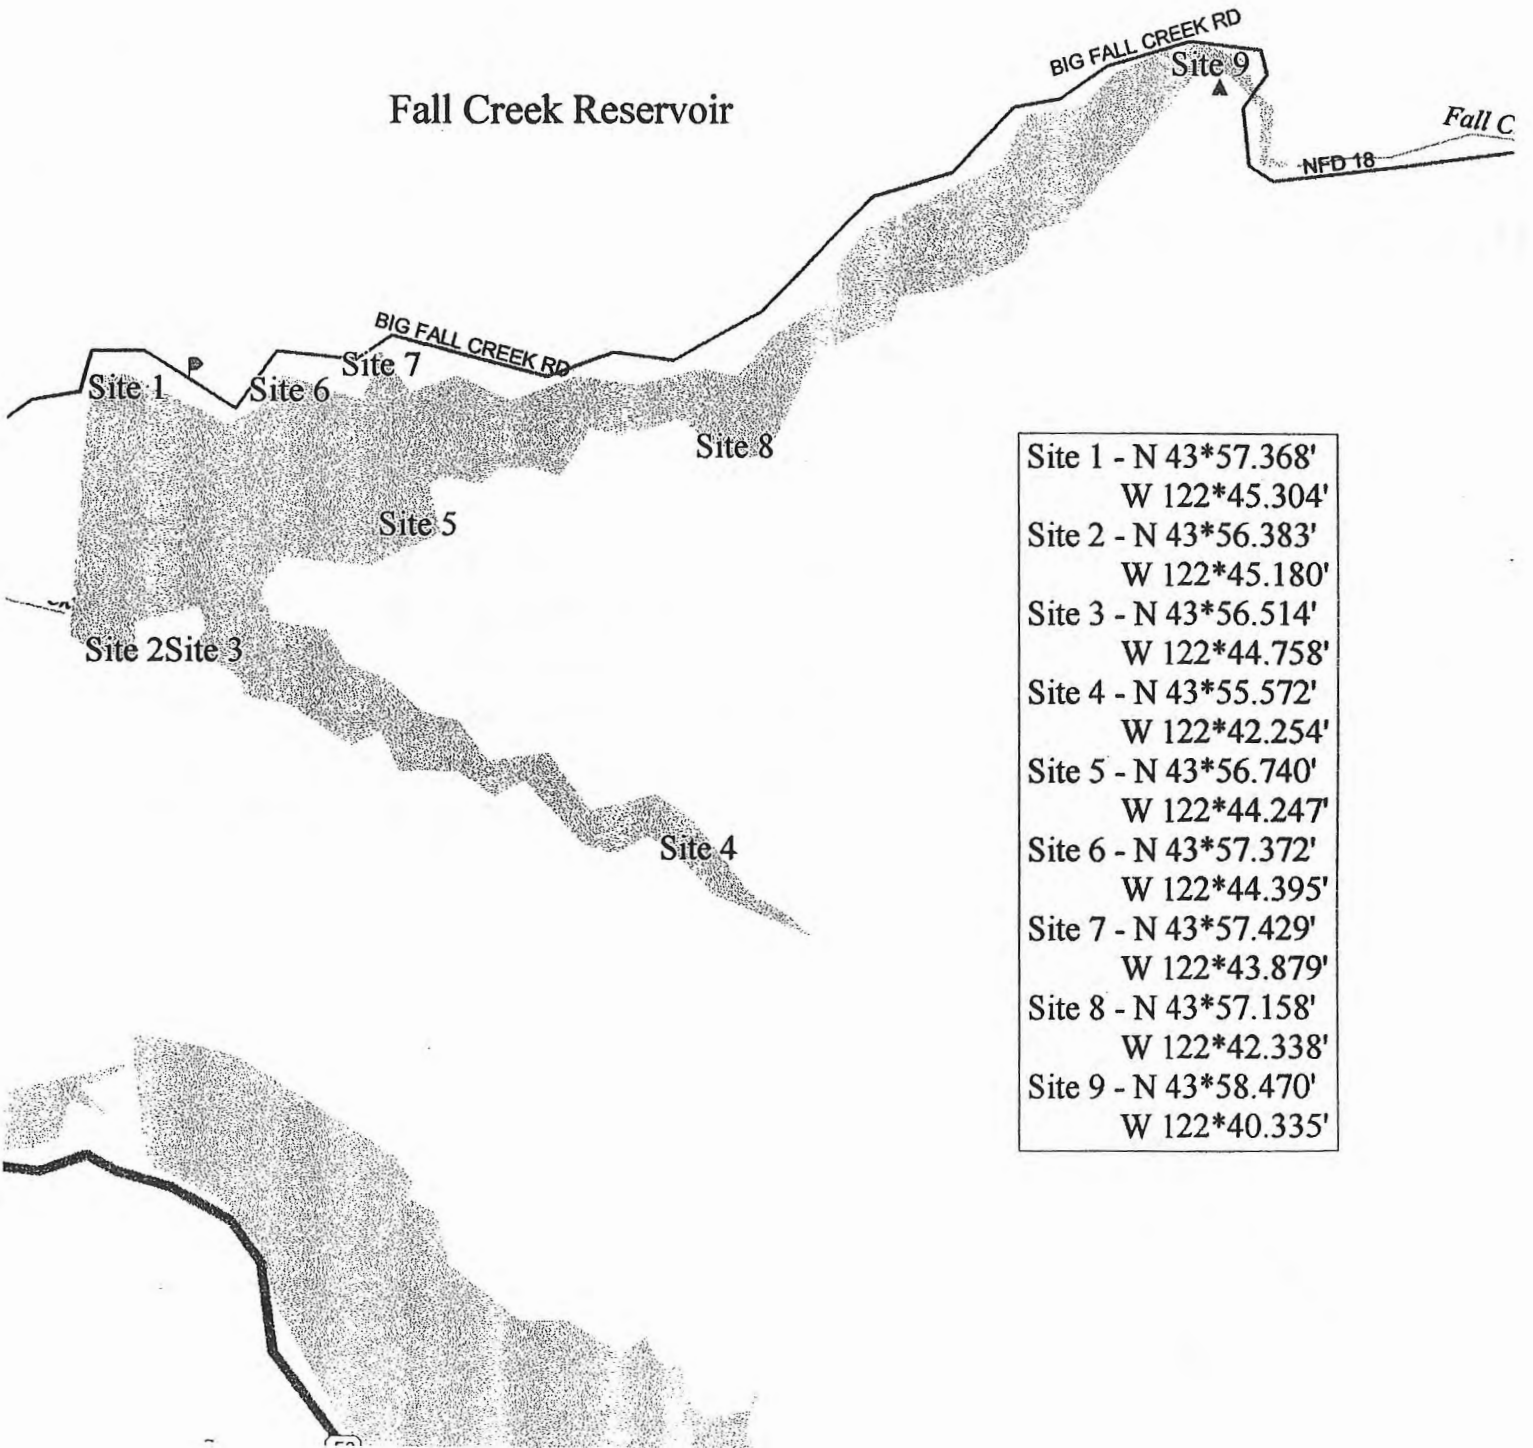 BIG FALL CREEK RD
Site 9
Fall Creek Reservoir
Fall C
NFD 18
BIG FALL CREEK RD
Site 7
Site 1
Site 6
Site 8
Site 5
Site 2
Site 3
Site 4
Site 1 - N 43*57.368'
W 122*45.304'
Site 2 - N 43*56.383'
W 122*45.180'
Site 3 - N 43*56.514'
W 122*44.758'
Site 4 - N 43*55.572'
W 122*42.254'
Site 5 - N 43*56.740'
W 122*44.247'
Site 6 - N 43*57.372'
W 122*44.395'
Site 7 - N 43*57.429'
W 122*43.879'
Site 8 - N 43*57.158'
W 122*42.338'
Site 9 - N 43*58.470'
W 122*40.335'